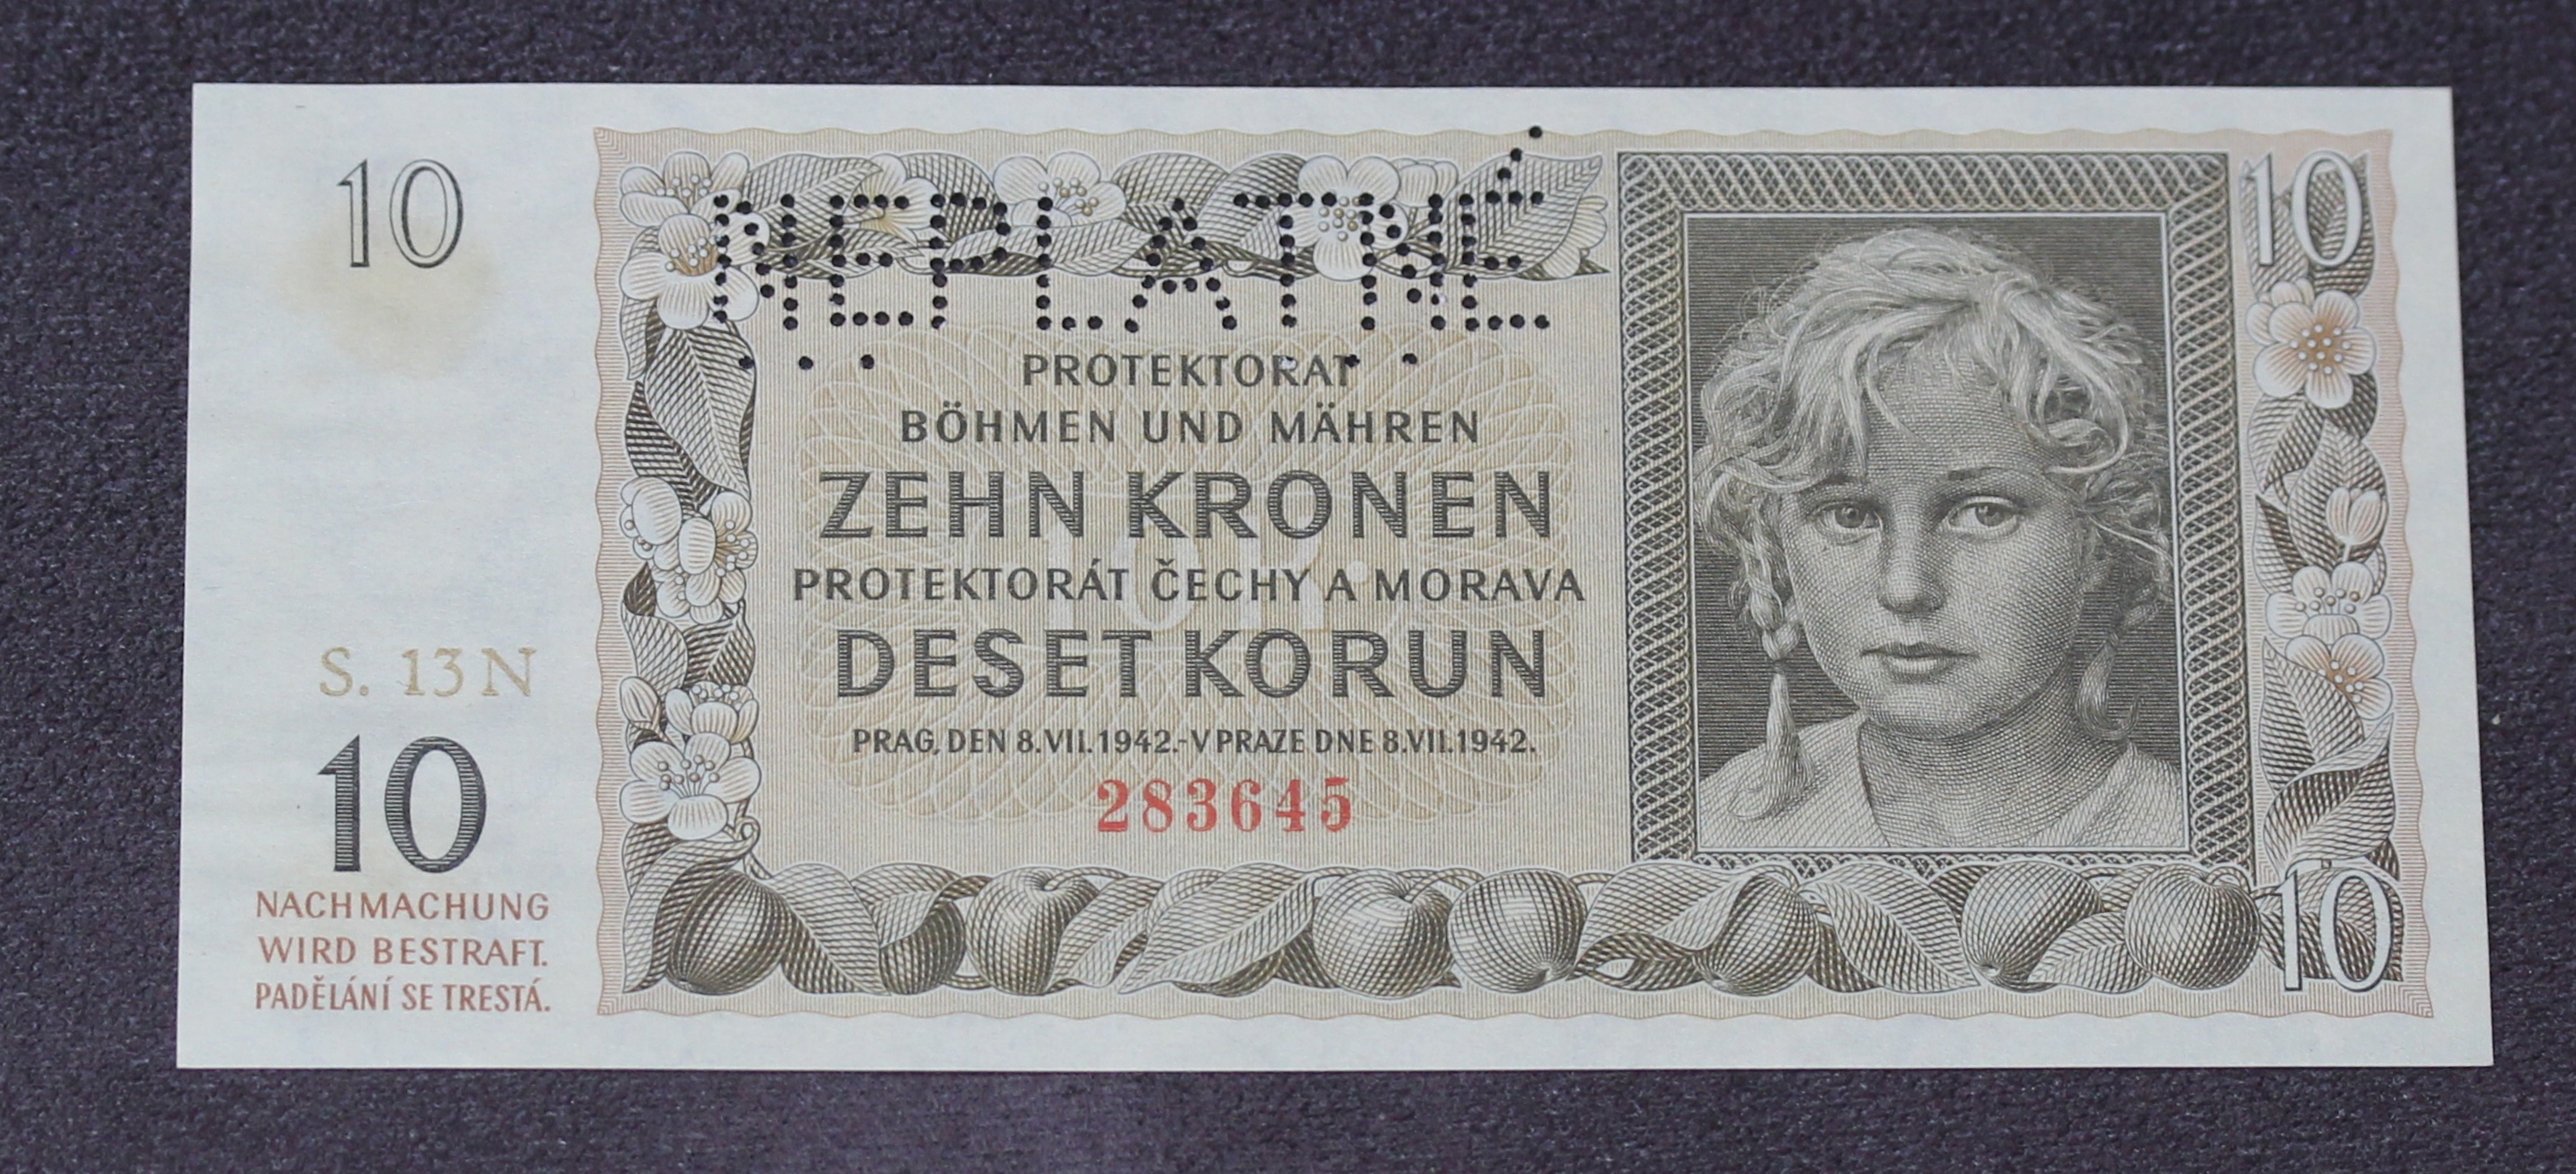 10
NEPLATNÉ
10
PROTEKTORAT
BÖHMEN UND MÄHREN
ZEHN KRONEN
PROTEKTORÁT ČECHY A MORAVA
DESET KORUN
PRAG, DEN 8.VII.1942.-V PRAZE DNE 8.VII.1942.
283645
S. 13 N
10
NACHMACHUNG
WIRD BESTRAFT.
PADĚLÁNÍ SE TRESTÁ.
10